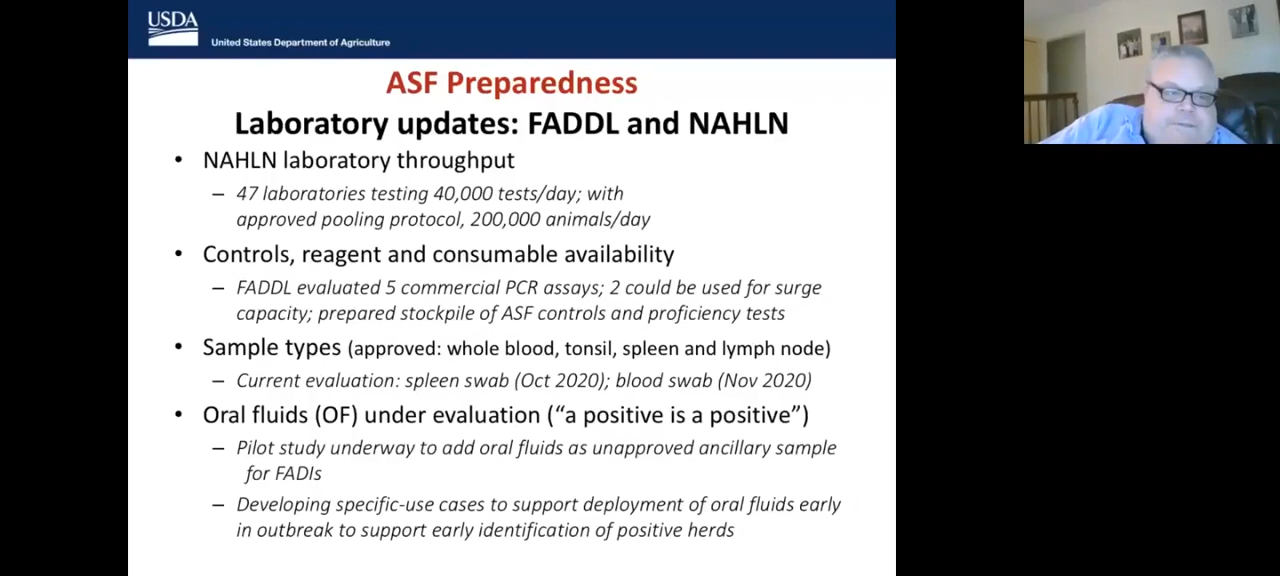 USDA
United States Department of Agriculture
ASF Preparedness
Laboratory updates: FADDL and NAHLN
• NAHLN laboratory throughput
– 47 laboratories testing 40,000 tests/day; with
approved pooling protocol, 200,000 animals/day
• Controls, reagent and consumable availability
– FADDL evaluated 5 commercial PCR assays; 2 could be used for surge
capacity; prepared stockpile of ASF controls and proficiency tests
• Sample types (approved: whole blood, tonsil, spleen and lymph node)
– Current evaluation: spleen swab (Oct 2020); blood swab (Nov 2020)
• Oral fluids (OF) under evaluation (“a positive is a positive”)
– Pilot study underway to add oral fluids as unapproved ancillary sample
for FADIs
– Developing specific-use cases to support deployment of oral fluids early
in outbreak to support early identification of positive herds